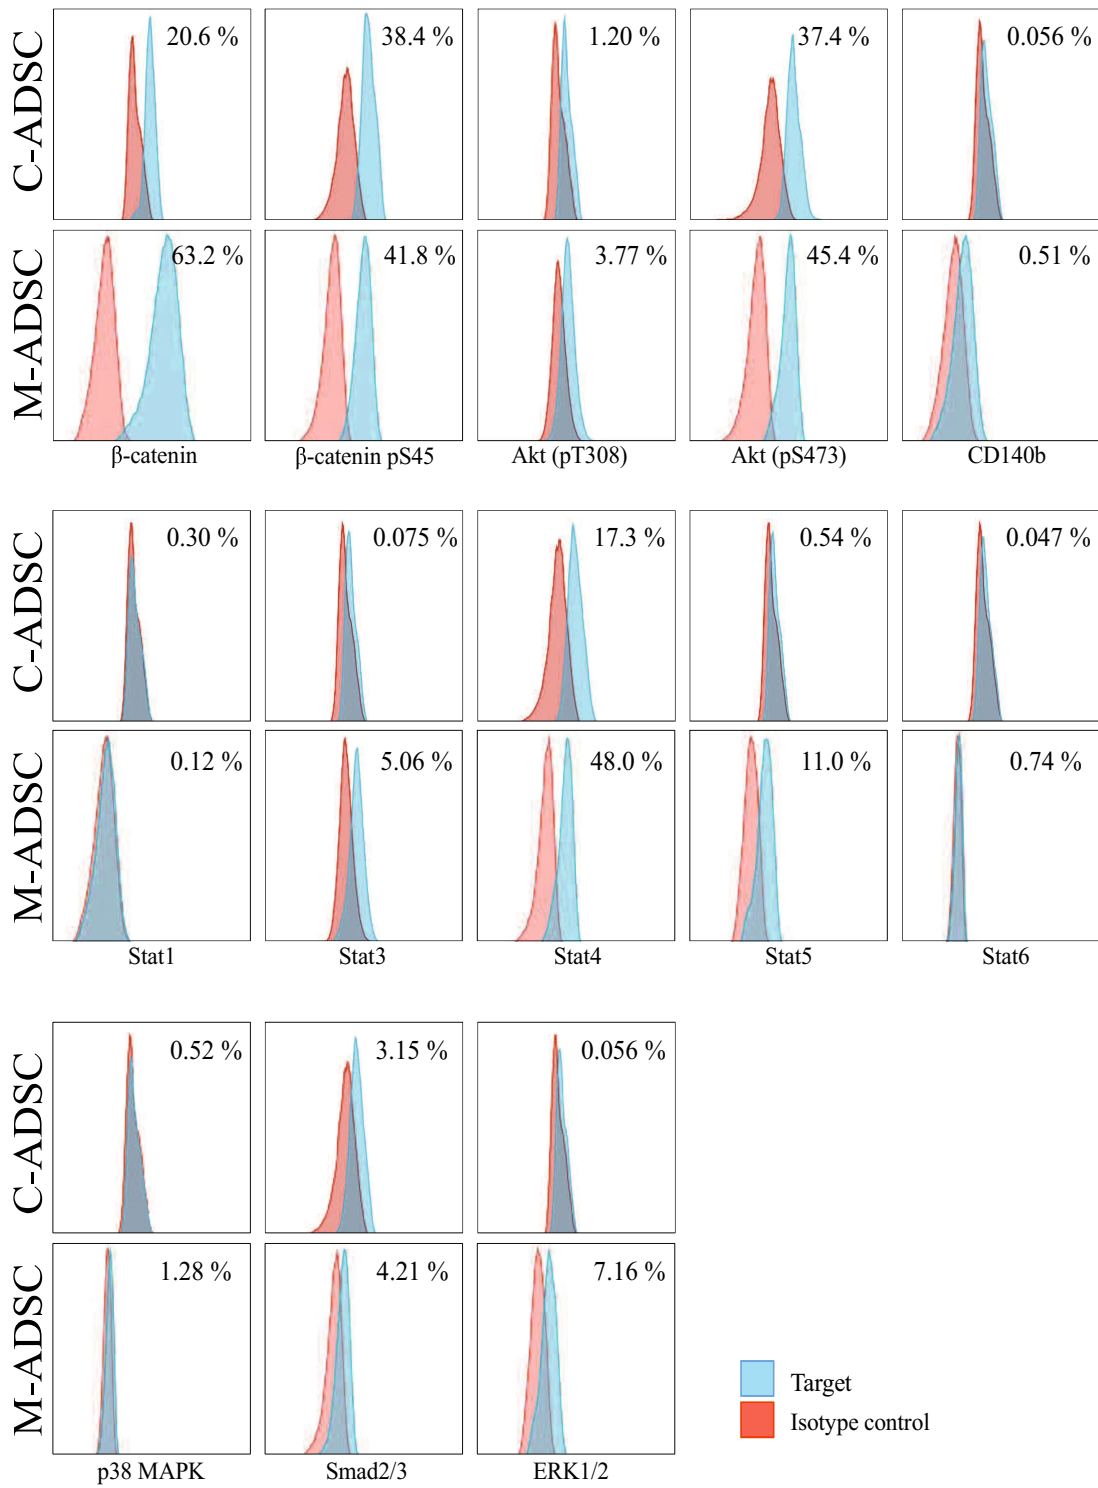 C-ADSC
20.6 %
38.4 %
1.20 %
37.4 %
0.056 %
M-ADSC
63.2 %
41.8 %
3.77 %
45.4 %
0.51 %
β-catenin
β-catenin pS45
Akt (pT308)
Akt (pS473)
CD140b
C-ADSC
0.30 %
0.075 %
17.3 %
0.54 %
0.047 %
M-ADSC
0.12 %
5.06 %
48.0 %
11.0 %
0.74 %
Stat1
Stat3
Stat4
Stat5
Stat6
C-ADSC
0.52 %
3.15 %
0.056 %
M-ADSC
1.28 %
4.21 %
7.16 %
p38 MAPK
Smad2/3
ERK1/2
Target
Isotype control